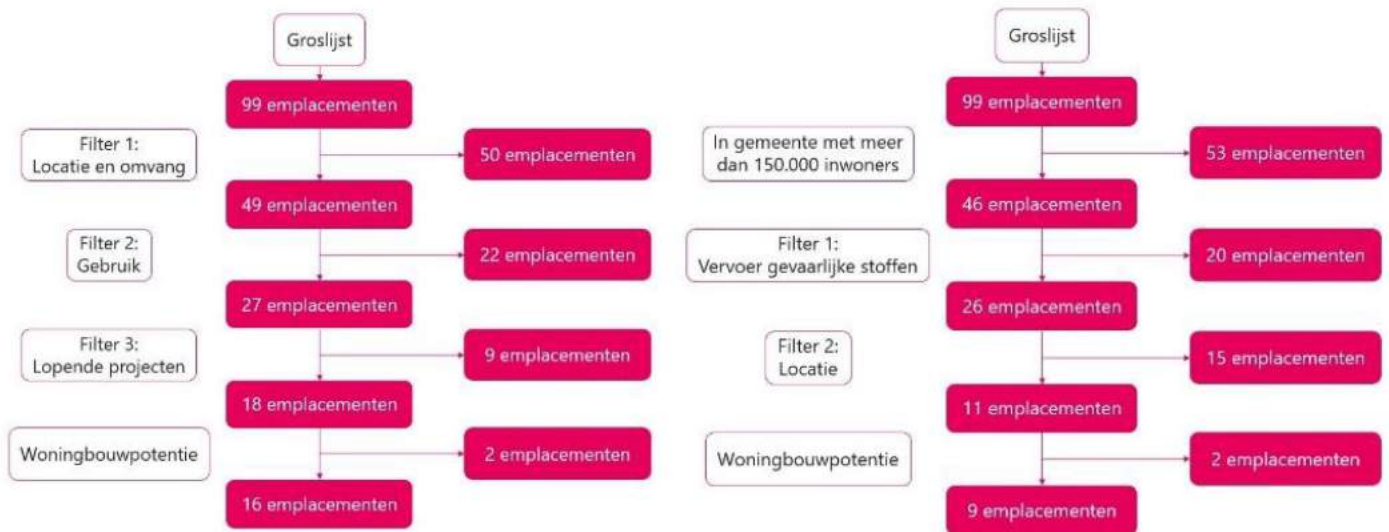 Groslijst
99 emplacementen
Filter 1:
Locatie en omvang
50 emplacementen
49 emplacementen
Filter 2:
Gebruik
22 emplacementen
27 emplacementen
Filter 3:
Lopende projecten
9 emplacementen
18 emplacementen
Woningbouwpotentie
2 emplacementen
16 emplacementen
Groslijst
99 emplacementen
In gemeente met meer
dan 150.000 inwoners
53 emplacementen
46 emplacementen
Filter 1:
Vervoer gevaarlijke stoffen
20 emplacementen
26 emplacementen
Filter 2:
Locatie
15 emplacementen
11 emplacementen
Woningbouwpotentie
2 emplacementen
9 emplacementen